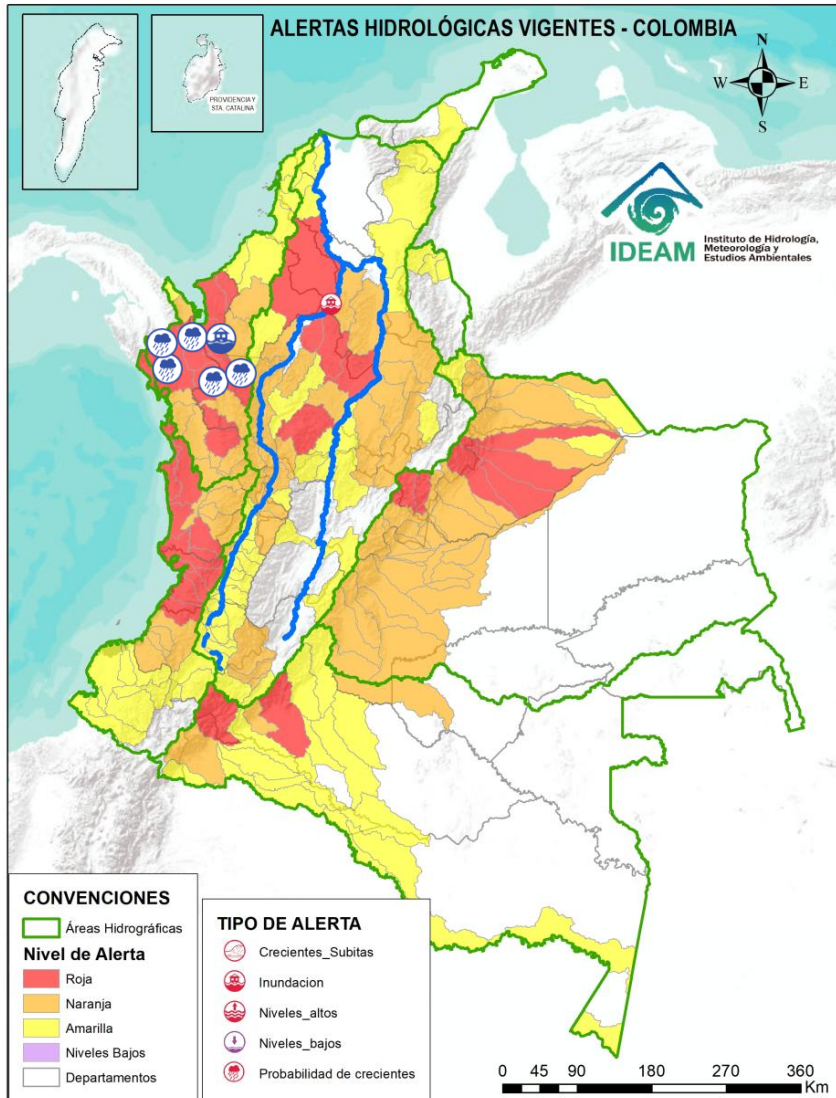 ALERTAS HIDROLÓGICAS VIGENTES - COLOMBIA
PROVIDENCIA Y
STA. CATALINA
N
W
E
S
IDEAM
Instituto de Hidrología,
Meteorología y
Estudios Ambientales
CONVENCIONES
Áreas Hidrográficas
Nivel de Alerta
Roja
Naranja
Amarilla
Niveles Bajos
Departamentos
TIPO DE ALERTA
Crecientes_Subitas
Inundacion
Niveles_altos
Niveles_bajos
Probabilidad de crecientes
0 45 90 180 270 360
Km